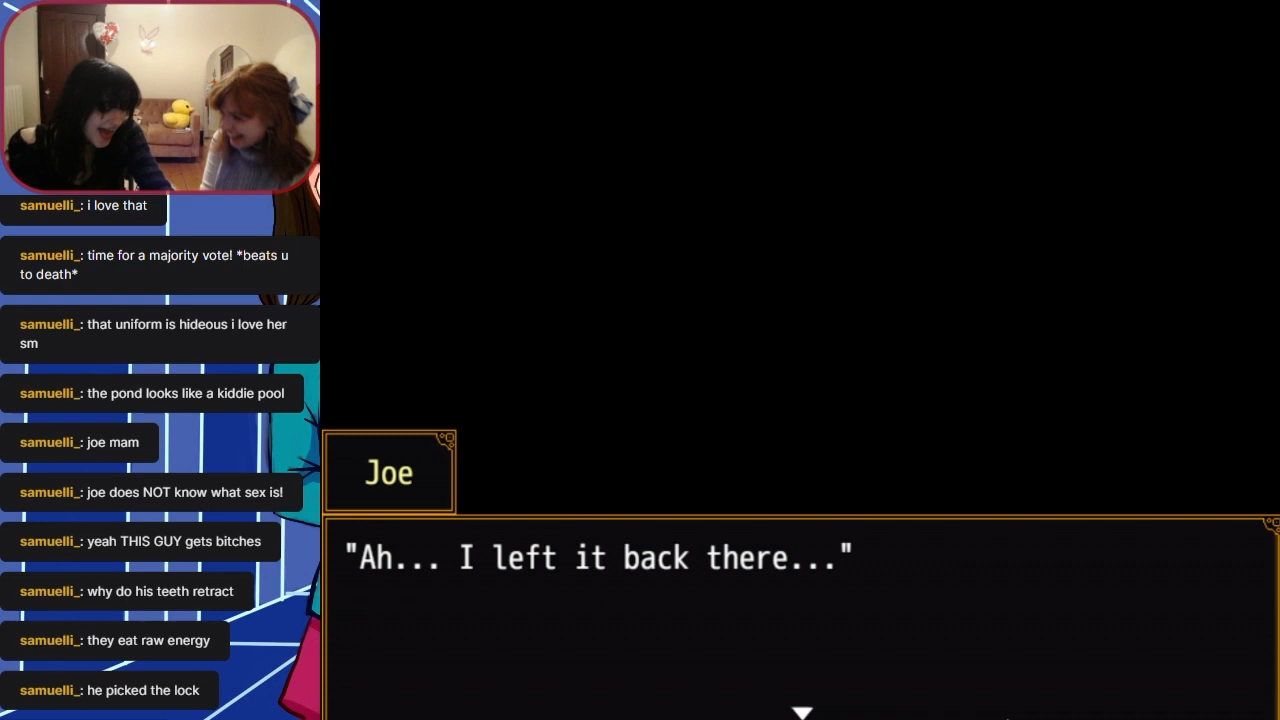 samuelli_: i love that
samuelli_: time for a majority vote! *beats u
to death*
samuelli_: that uniform is hideous i love her
sm
samuelli_: the pond looks like a kiddie pool
samuelli_: joe mam
samuelli_: joe does NOT know what sex is!
samuelli_: yeah THIS GUY gets bitches
samuelli_: why do his teeth retract
samuelli_: they eat raw energy
samuelli_: he picked the lock
Joe
"Ah... I left it back there..."